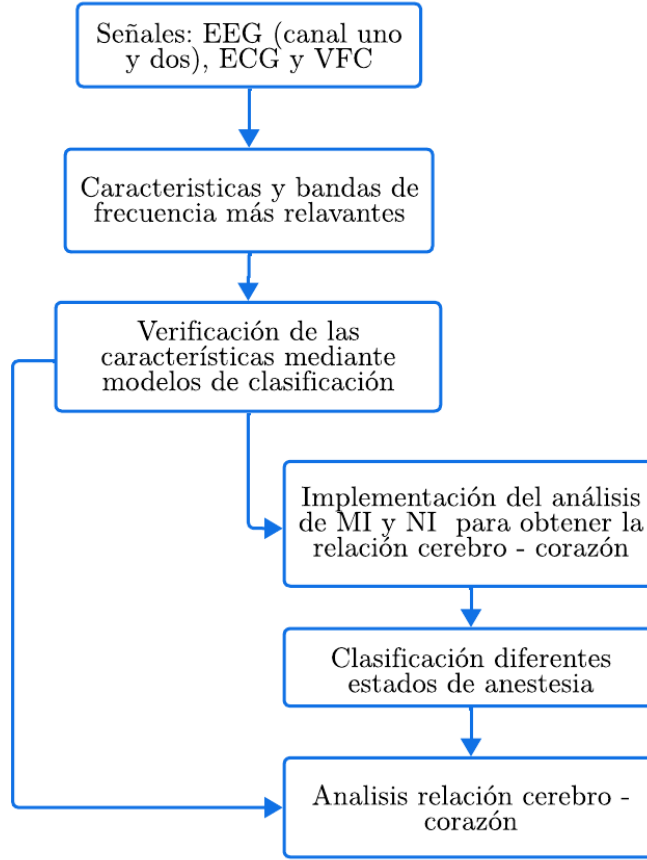 Señales: EEG (canal uno
y dos), ECG y VFC
Caracteristicas y bandas de
frecuencia más relavantes
Verificación de las
características mediante
modelos de clasificación
Implementación del análisis
de MI y NI para obtener la
relación cerebro - corazón
Clasificación diferentes
estados de anestesia
Analisis relación cerebro -
corazón